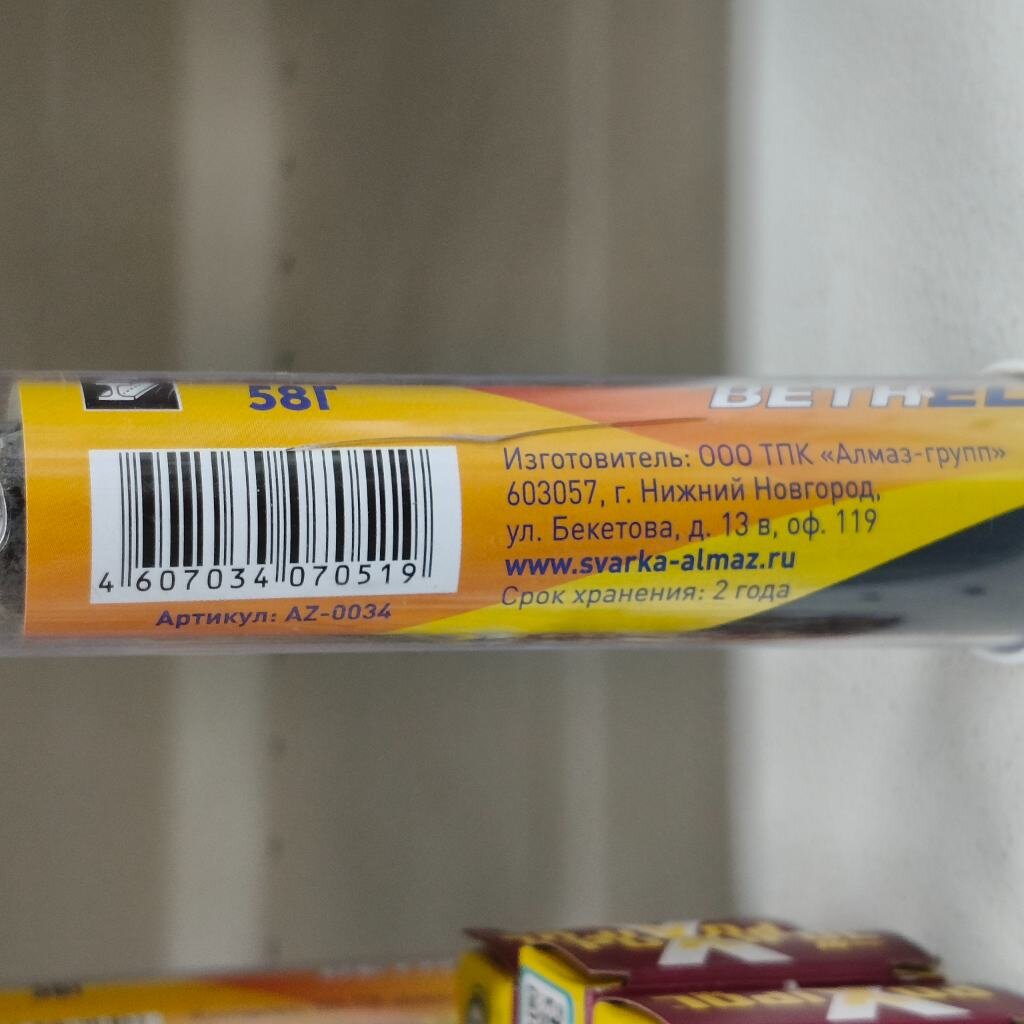 58Г
BETHEL
Изготовитель: ООО ТПК «Алмаз-групп»
603057, г. Нижний Новгород,
ул. Бекетова, д. 13 в, оф. 119
www.svarka-almaz.ru
Срок хранения: 2 года
4 607034 070519
Артикул: AZ-0034